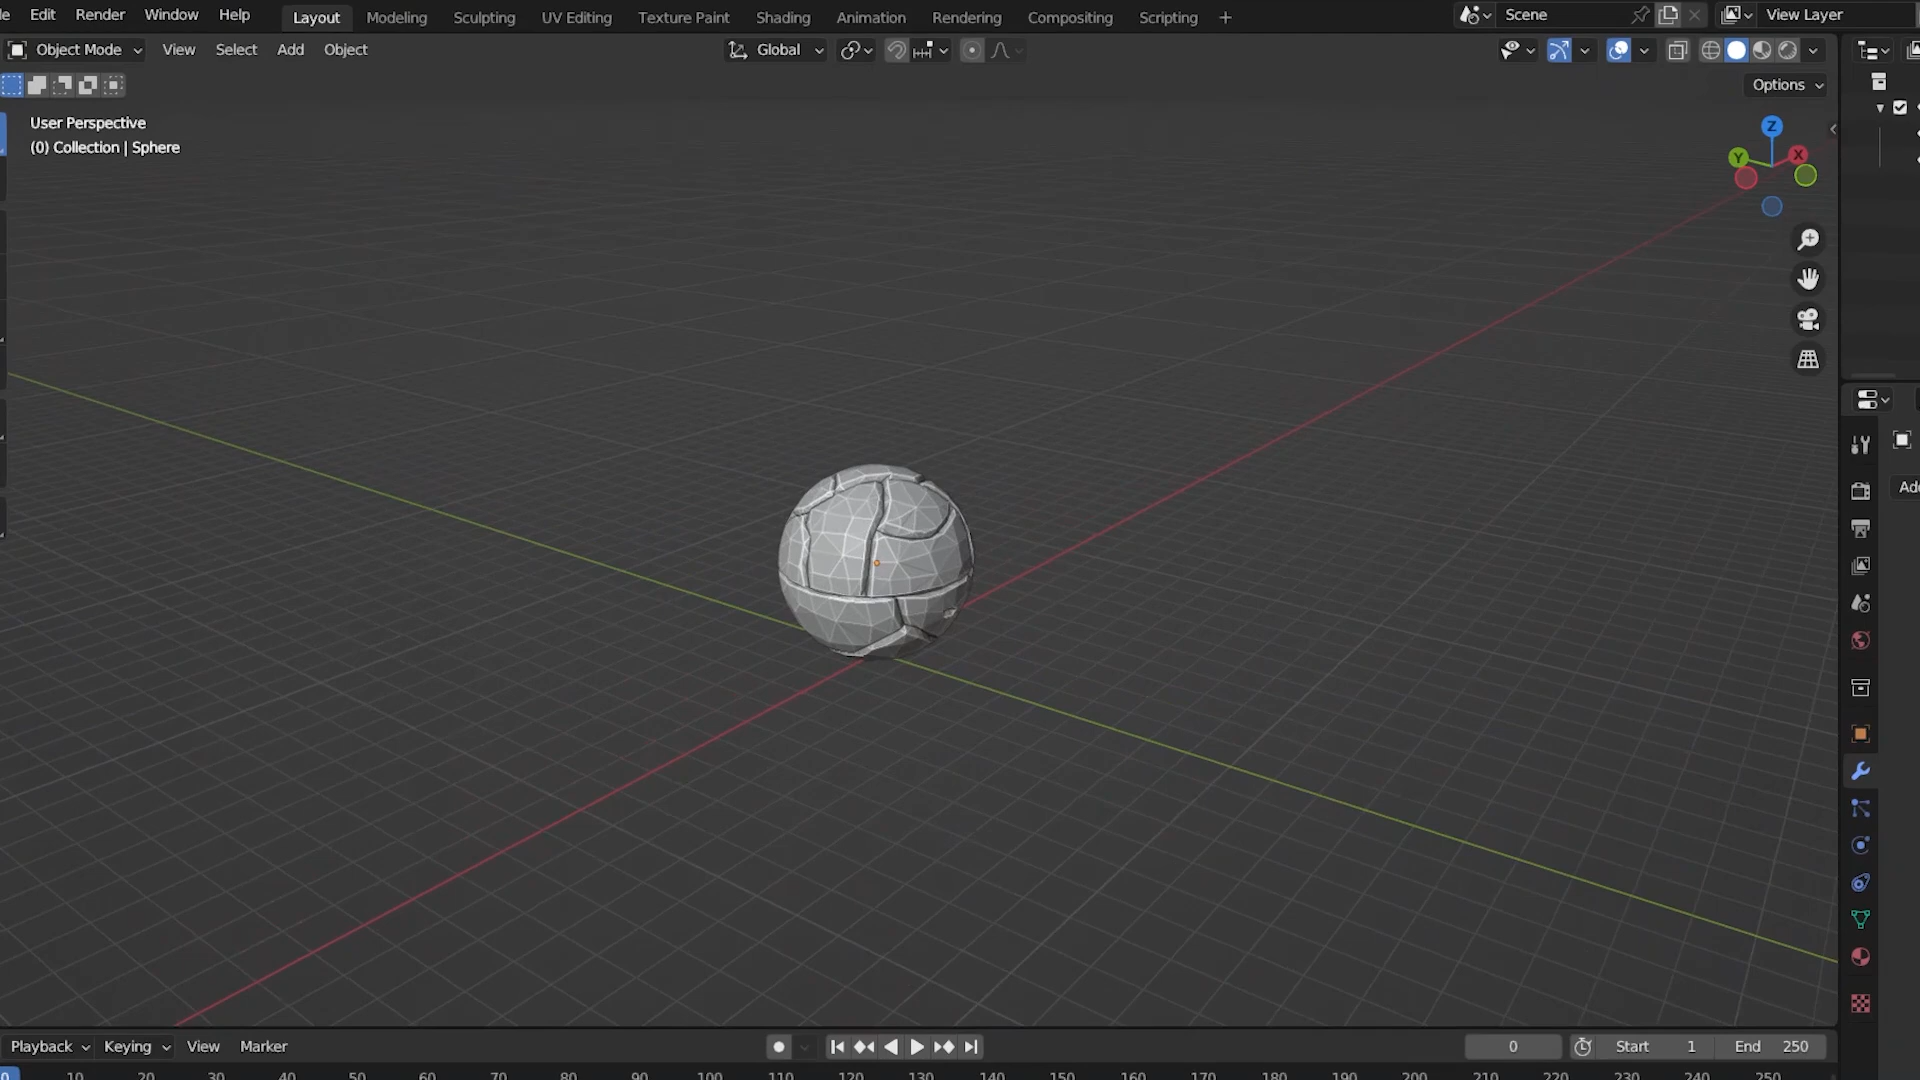 Edit Render Window Help Layout Modeling Sculpting UV Editing Texture Paint Shading Animation Rendering Compositing Scripting + Scene View Layer
Object Mode View Select Add Object Global
Options
User Perspective
(0) Collection | Sphere
Z
Y X
Playback Keying View Marker 0 Start 1 End 250
0 10 20 30 40 50 60 70 80 90 100 110 120 130 140 150 160 170 180 190 200 210 220 230 240 250